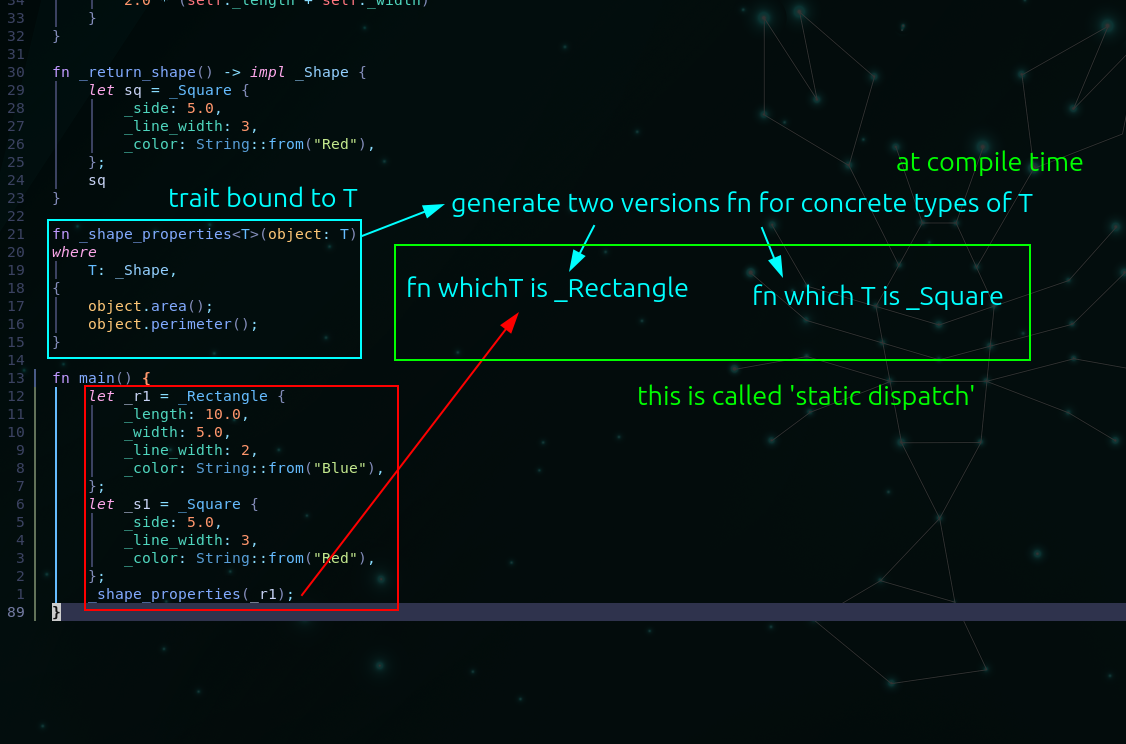 34 2.0 * (self._length + self._width)
33 }
32 }
31
30 fn _return_shape() -> impl _Shape {
29 let sq = _Square {
28 _side: 5.0,
27 _line_width: 3,
26 _color: String::from("Red"),
25 };
24 sq
23 }
22
21 fn _shape_properties<T>(object: T)
20 where
19 T: _Shape,
18 {
17 object.area();
16 object.perimeter();
15 }
14
13 fn main() {
12 let _r1 = _Rectangle {
11 _length: 10.0,
10 _width: 5.0,
9 _line_width: 2,
8 _color: String::from("Blue"),
7 };
6 let _s1 = _Square {
5 _side: 5.0,
4 _line_width: 3,
3 _color: String::from("Red"),
2 };
1 _shape_properties(_r1);
89 }
trait bound to T
at compile time
generate two versions fn for concrete types of T
fn whichT is _Rectangle
fn which T is _Square
this is called 'static dispatch'